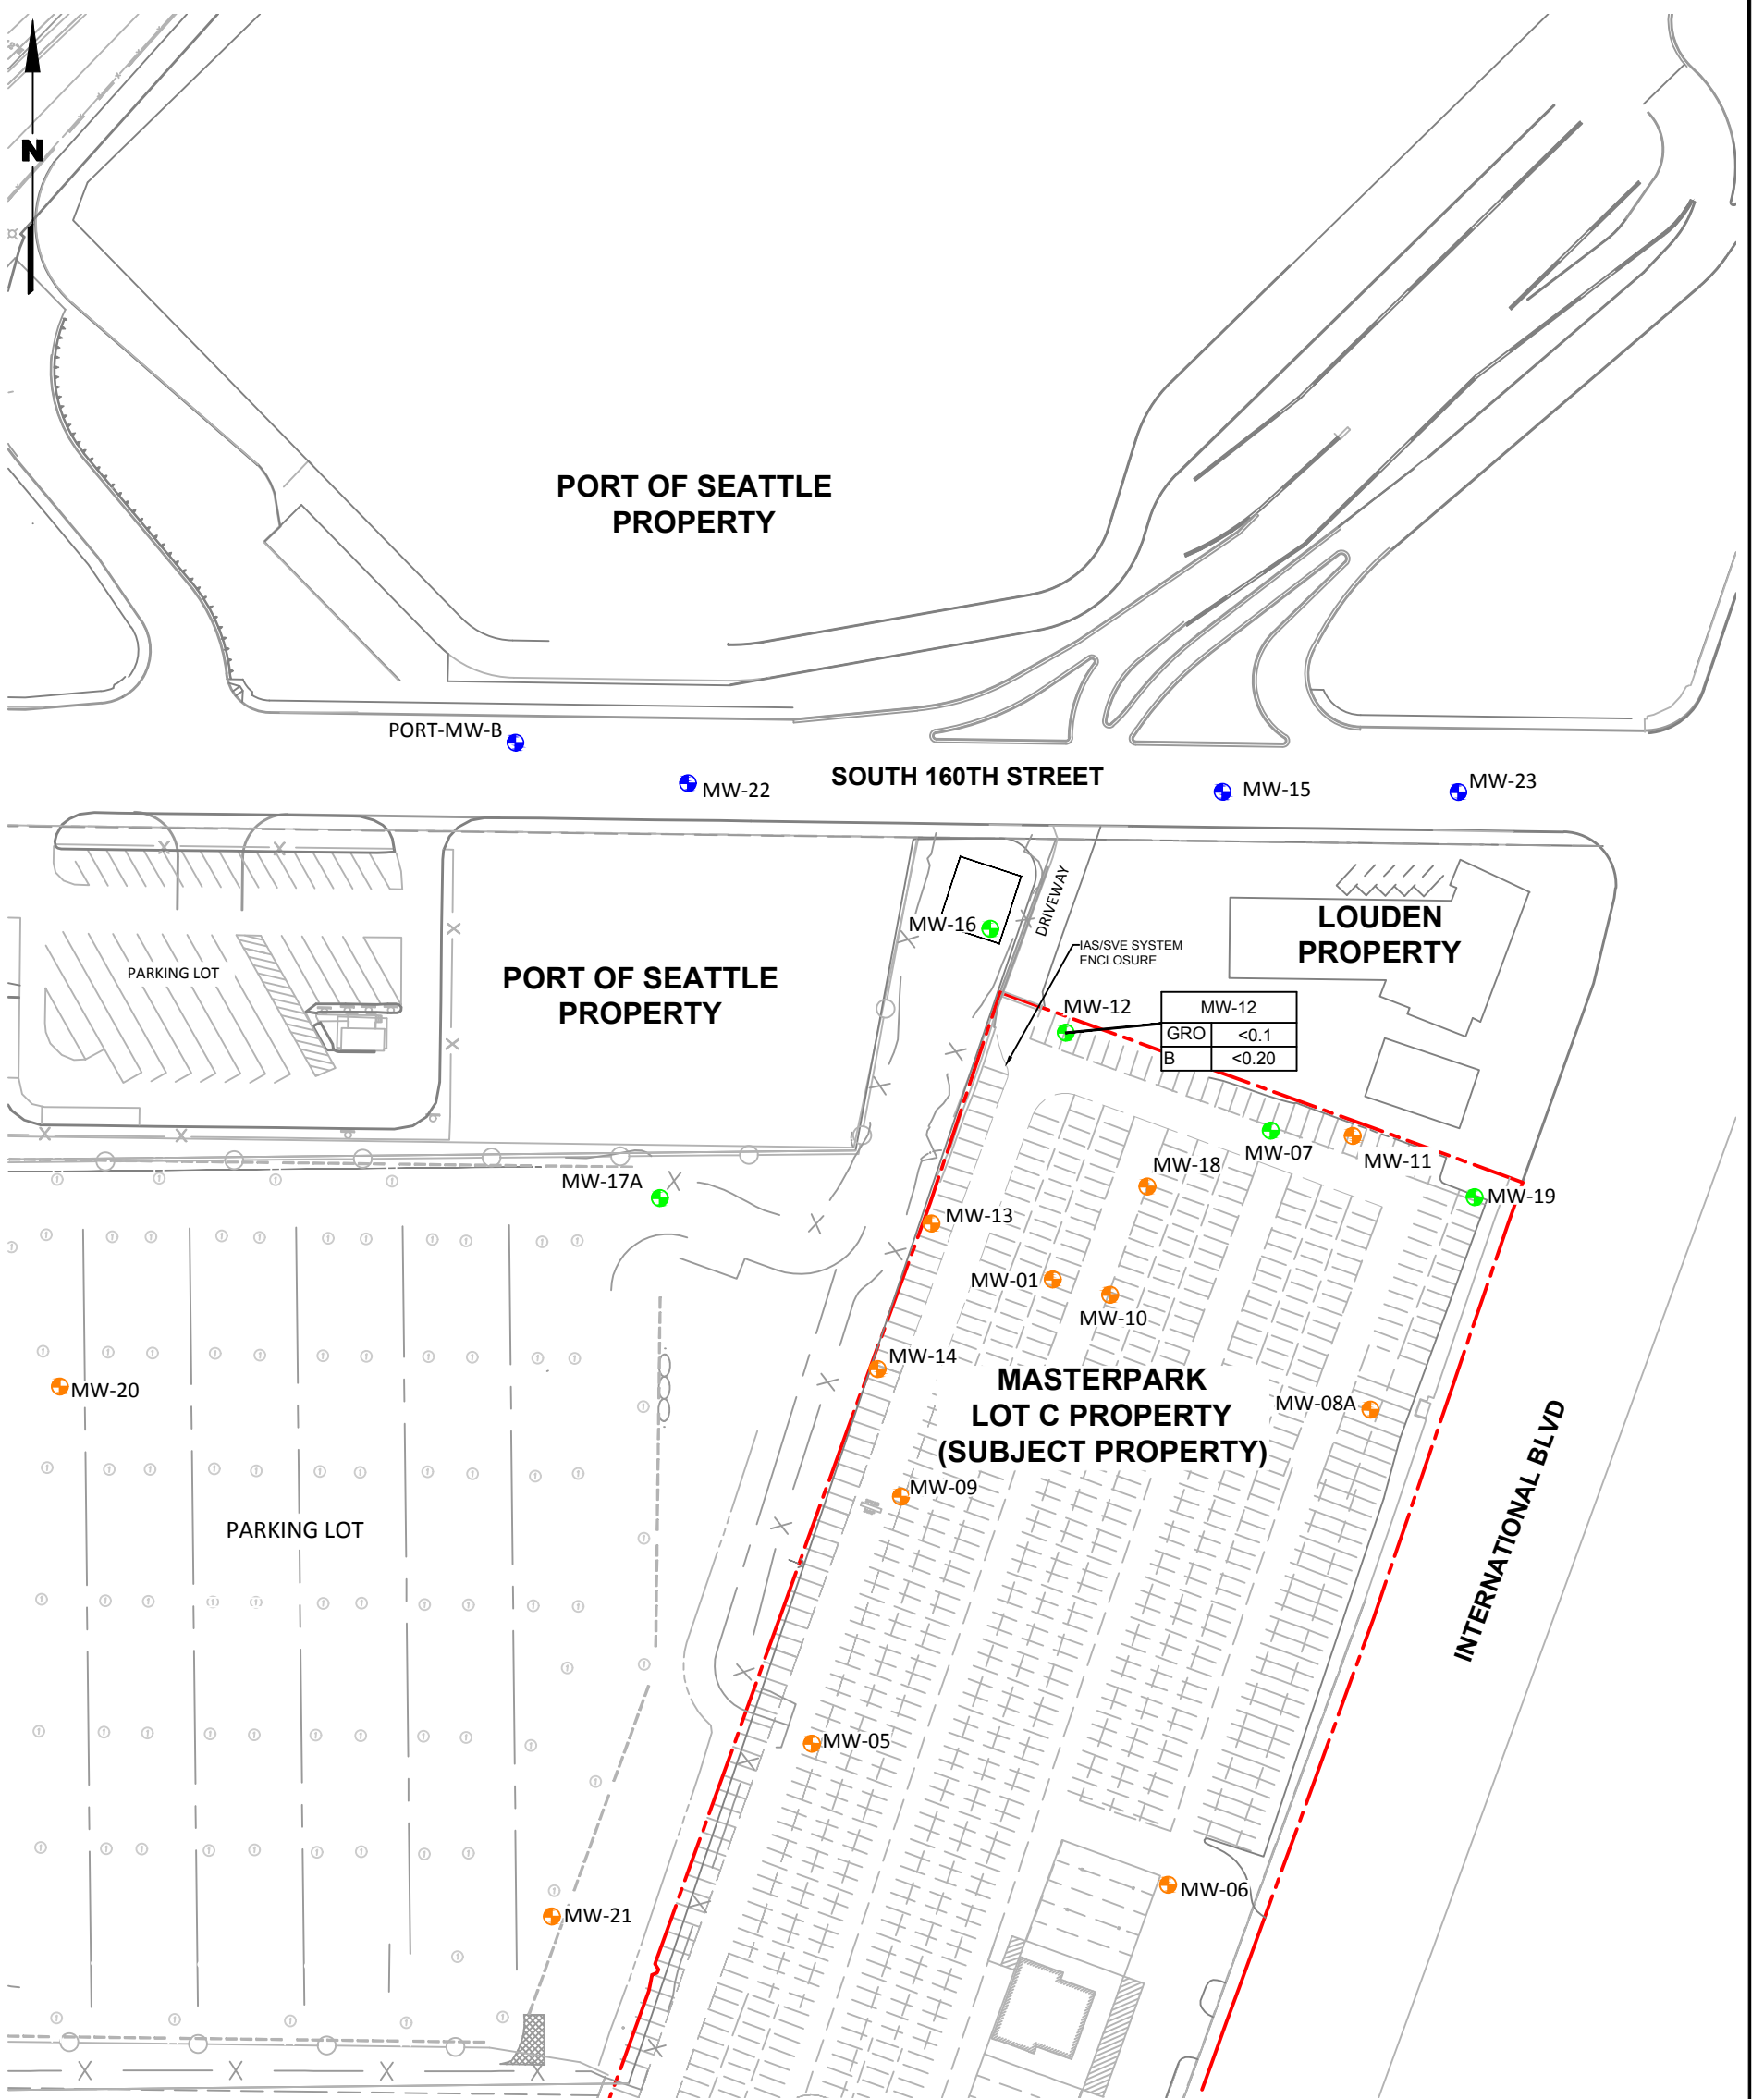 N
PORT OF SEATTLE
PROPERTY
PORT-MW-B
MW-22
SOUTH 160TH STREET
MW-15
MW-23
DRIVEWAY
MW-16
LOUDEN
PROPERTY
IAS/SVE SYSTEM
ENCLOSURE
PARKING LOT
PORT OF SEATTLE
PROPERTY
MW-12
MW-12
GRO <0.1
B <0.20
MW-07
MW-11
MW-18
MW-17A
MW-19
MW-13
MW-01
MW-10
MW-14
MW-20
MASTERPARK
LOT C PROPERTY
(SUBJECT PROPERTY)
MW-08A
INTERNATIONAL BLVD
MW-09
PARKING LOT
MW-05
MW-06
MW-21